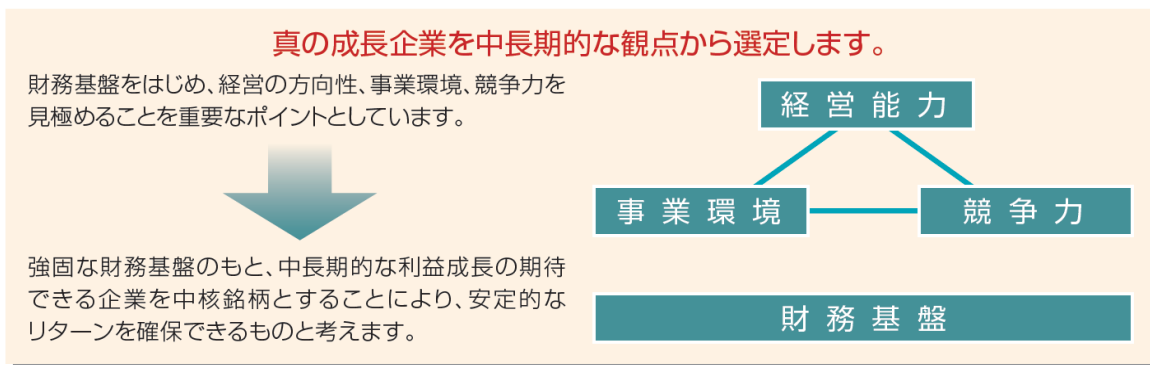 真の成長企業を中長期的な観点から選定します。
財務基盤をはじめ、経営の方向性、事業環境、競争力を
見極めることを重要なポイントとしています。
強固な財務基盤のもと、中長期的な利益成長の期待
できる企業を中核銘柄とすることにより、安定的な
リターンを確保できるものと考えます。
経営能力
事業環境
競争力
財務基盤